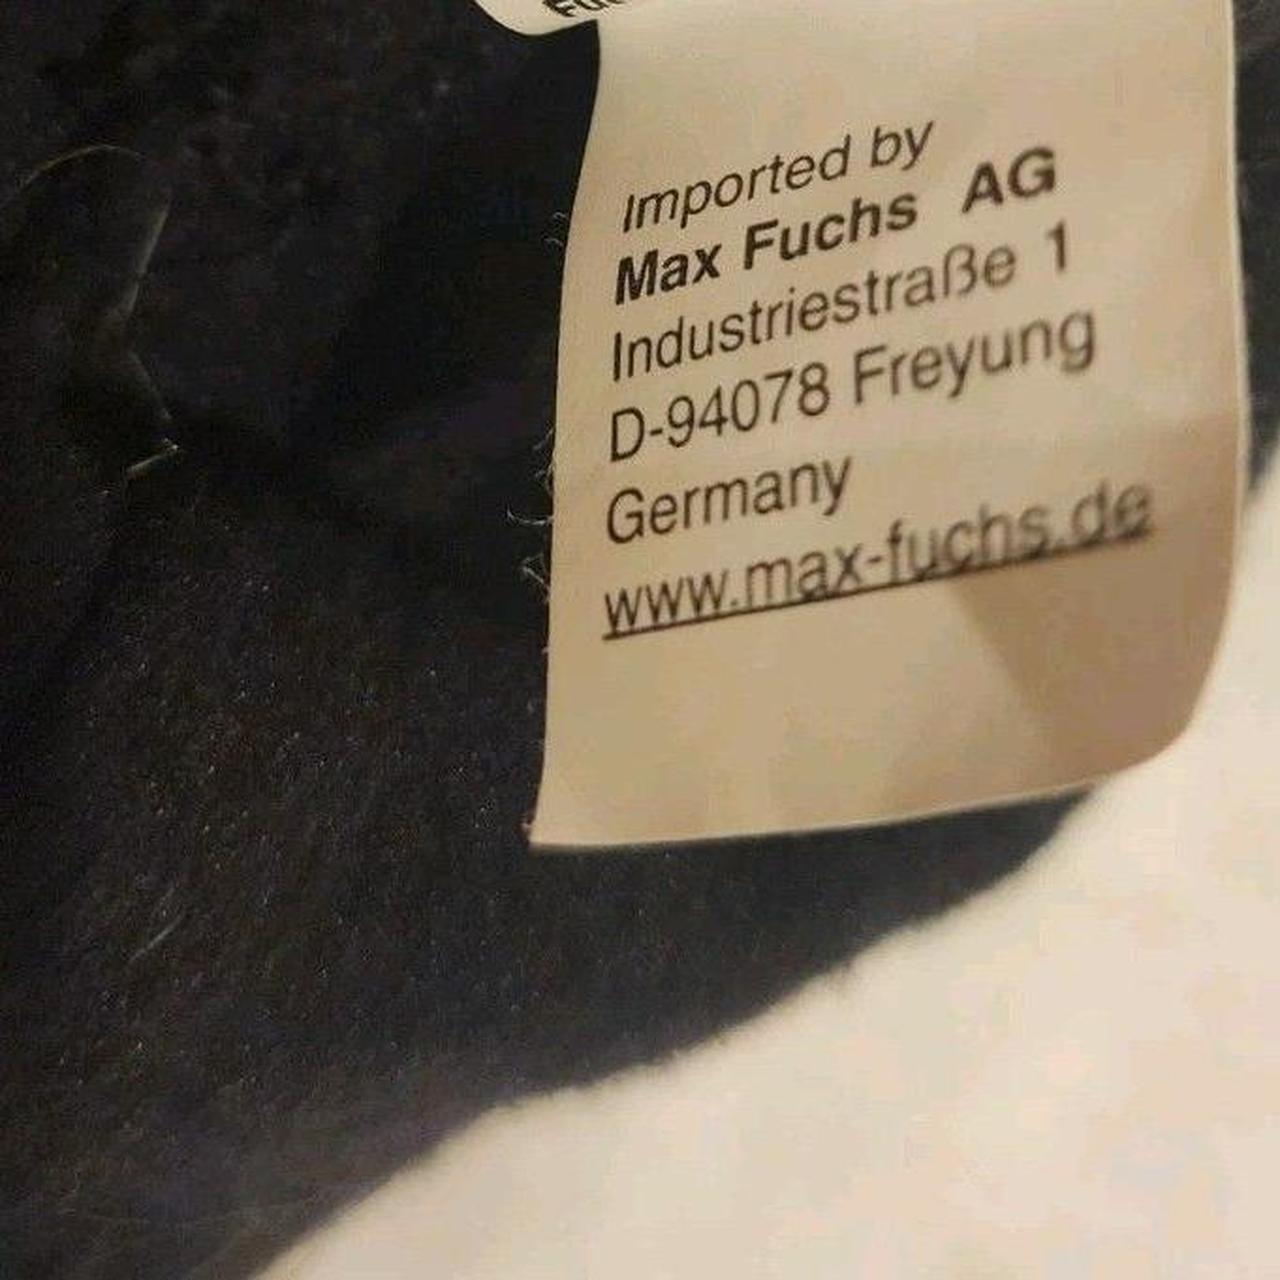 Imported by
Max Fuchs AG
Industriestraße 1
D-94078 Freyung
Germany
www.max-fuchs.de